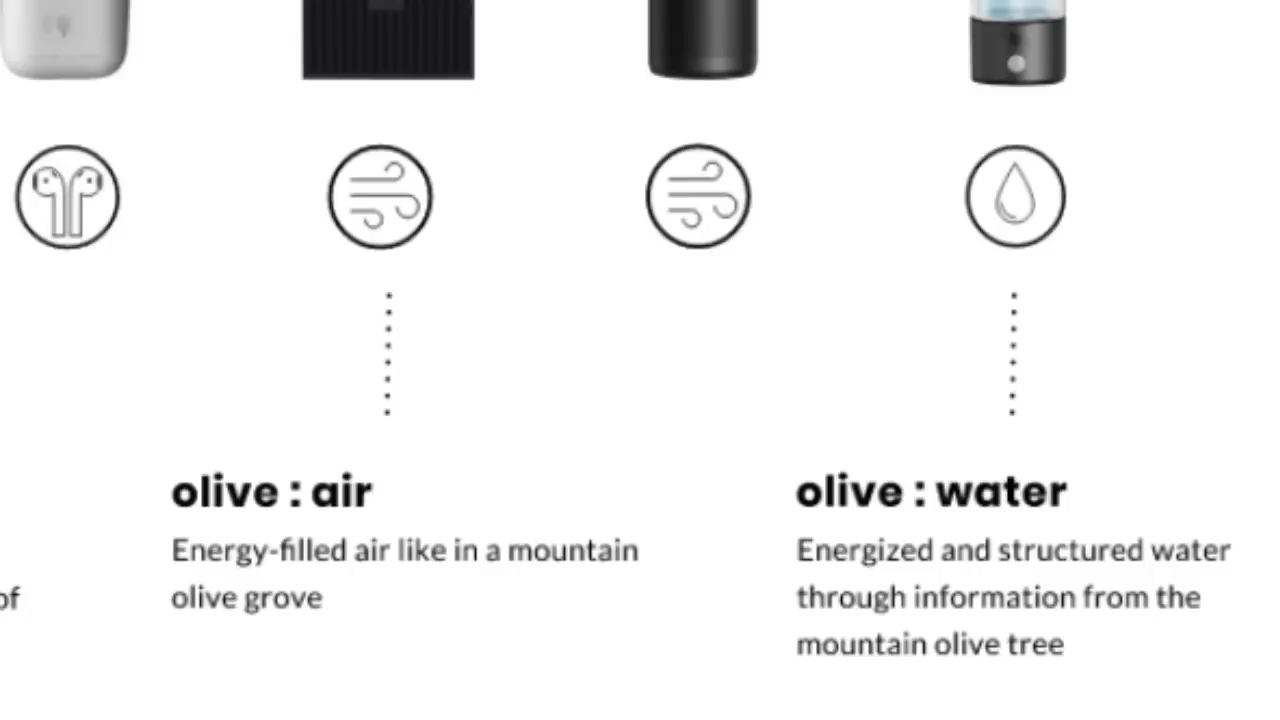 olive : air
Energy-filled air like in a mountain
olive grove
of
olive : water
Energized and structured water
through information from the
mountain olive tree